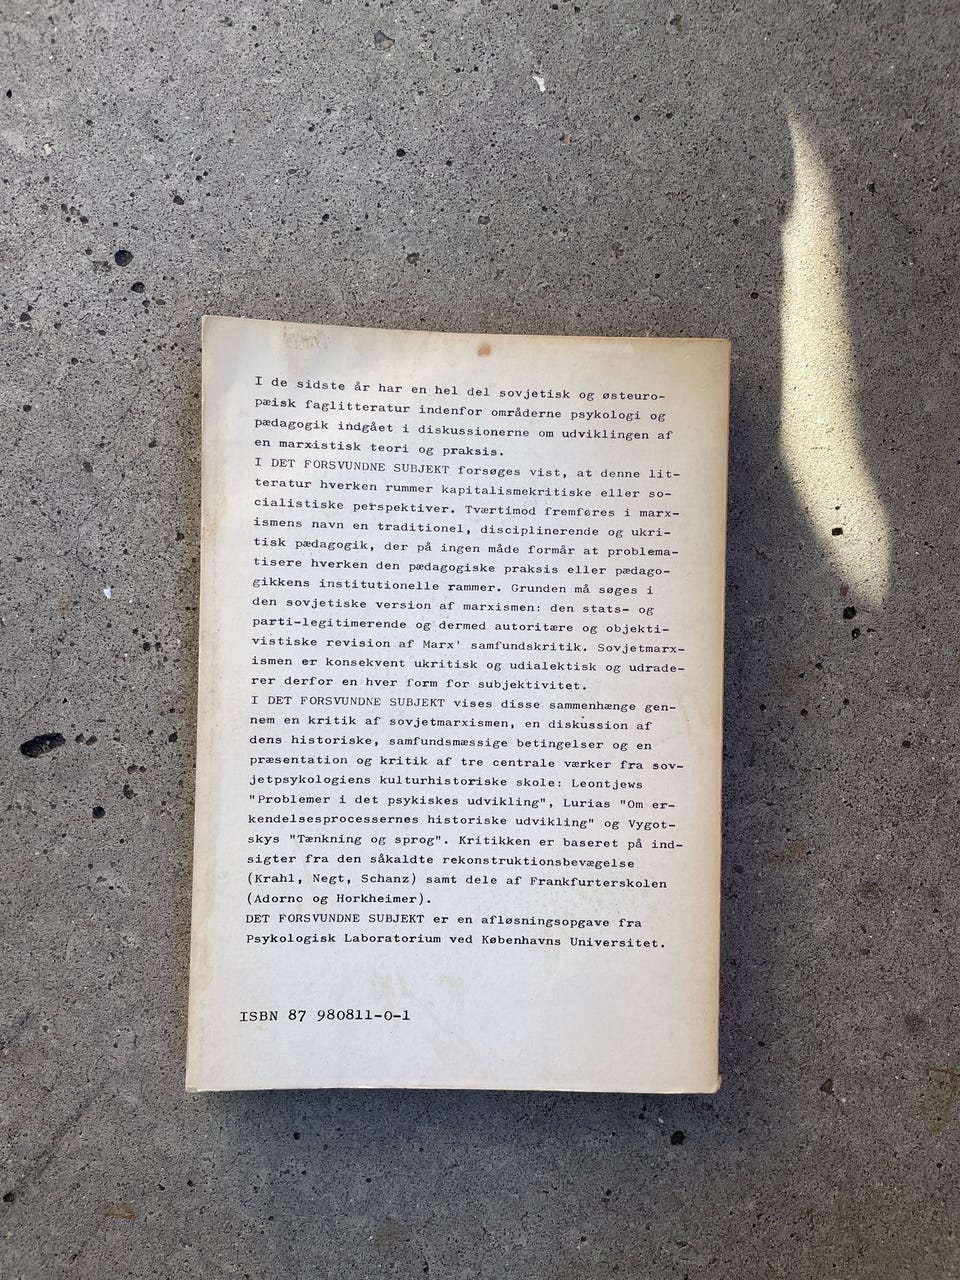 I de sidste år har en hel del sovjetisk og østeuro-
pæisk faglitteratur indenfor områderne psykologi og
pædagogik indgået i diskussionerne om udviklingen af
en marxistisk teori og praksis.
I DET FORSVUNDNE SUBJEKT forsøges vist, at denne lit-
teratur hverken rummer kapitalismekritiske eller so-
cialistiske perspektiver. Tværtimod fremføres i marx-
ismens navn en traditionel, disciplinerende og ukri-
tisk pædagogik, der på ingen måde formår at problema-
tisere hverken den pædagogiske praksis eller pædago-
gikkens institutionelle rammer. Grunden må søges i
den sovjetiske version af marxismen: den stats- og
parti-legitimerende og dermed autoritære og objekti-
vistiske revision af Marx' samfundskritik. Sovjetmarx-
ismen er konsekvent ukritisk og udialektisk og udrade-
rer derfor en hver form for subjektivitet.
I DET FORSVUNDNE SUBJEKT vises disse sammenhænge gen-
nem en kritik af sovjetmarxismen, en diskussion af
dens historiske, samfundsmæssige betingelser og en
præsentation og kritik af tre centrale værker fra sov-
jetpsykologiens kulturhistoriske skole: Leontjews
"Problemer i det psykiskes udvikling", Lurias "Om er-
kendelsesprocessernes historiske udvikling" og Vygot-
skys "Tænkning og sprog". Kritikken er baseret på ind-
sigter fra den såkaldte rekonstruktionsbevægelse
(Krahl, Negt, Schanz) samt dele af Frankfurterskolen
(Adorno og Horkheimer).
DET FORSVUNDNE SUBJEKT er en afløsningsopgave fra
Psykologisk Laboratorium ved Københavns Universitet.
ISBN 87 980811-0-1